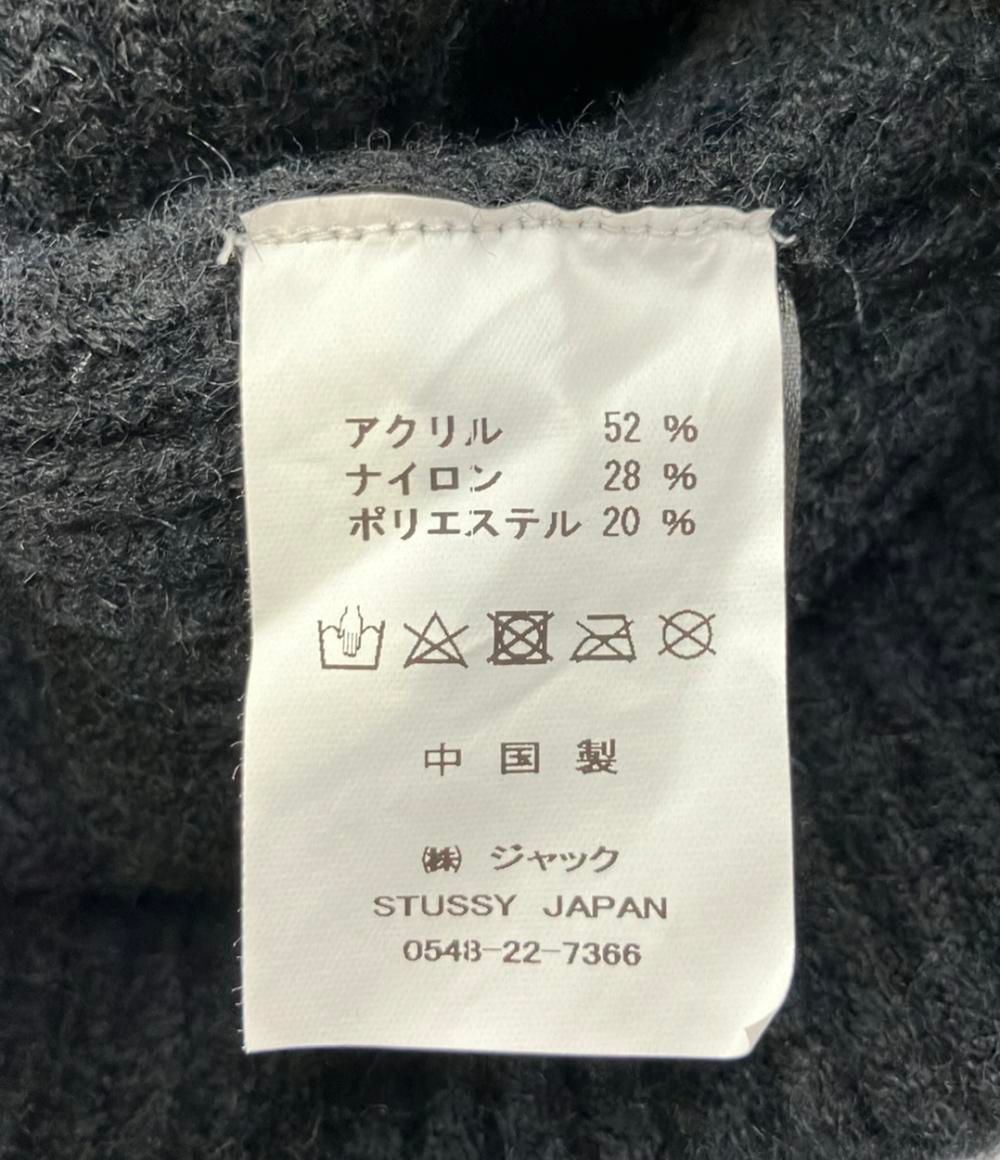 アクリル 52 %
ナイロン 28 %
ポリエステル 20 %
中国製
㈱ ジャック
STUSSY JAPAN
0548-22-7366